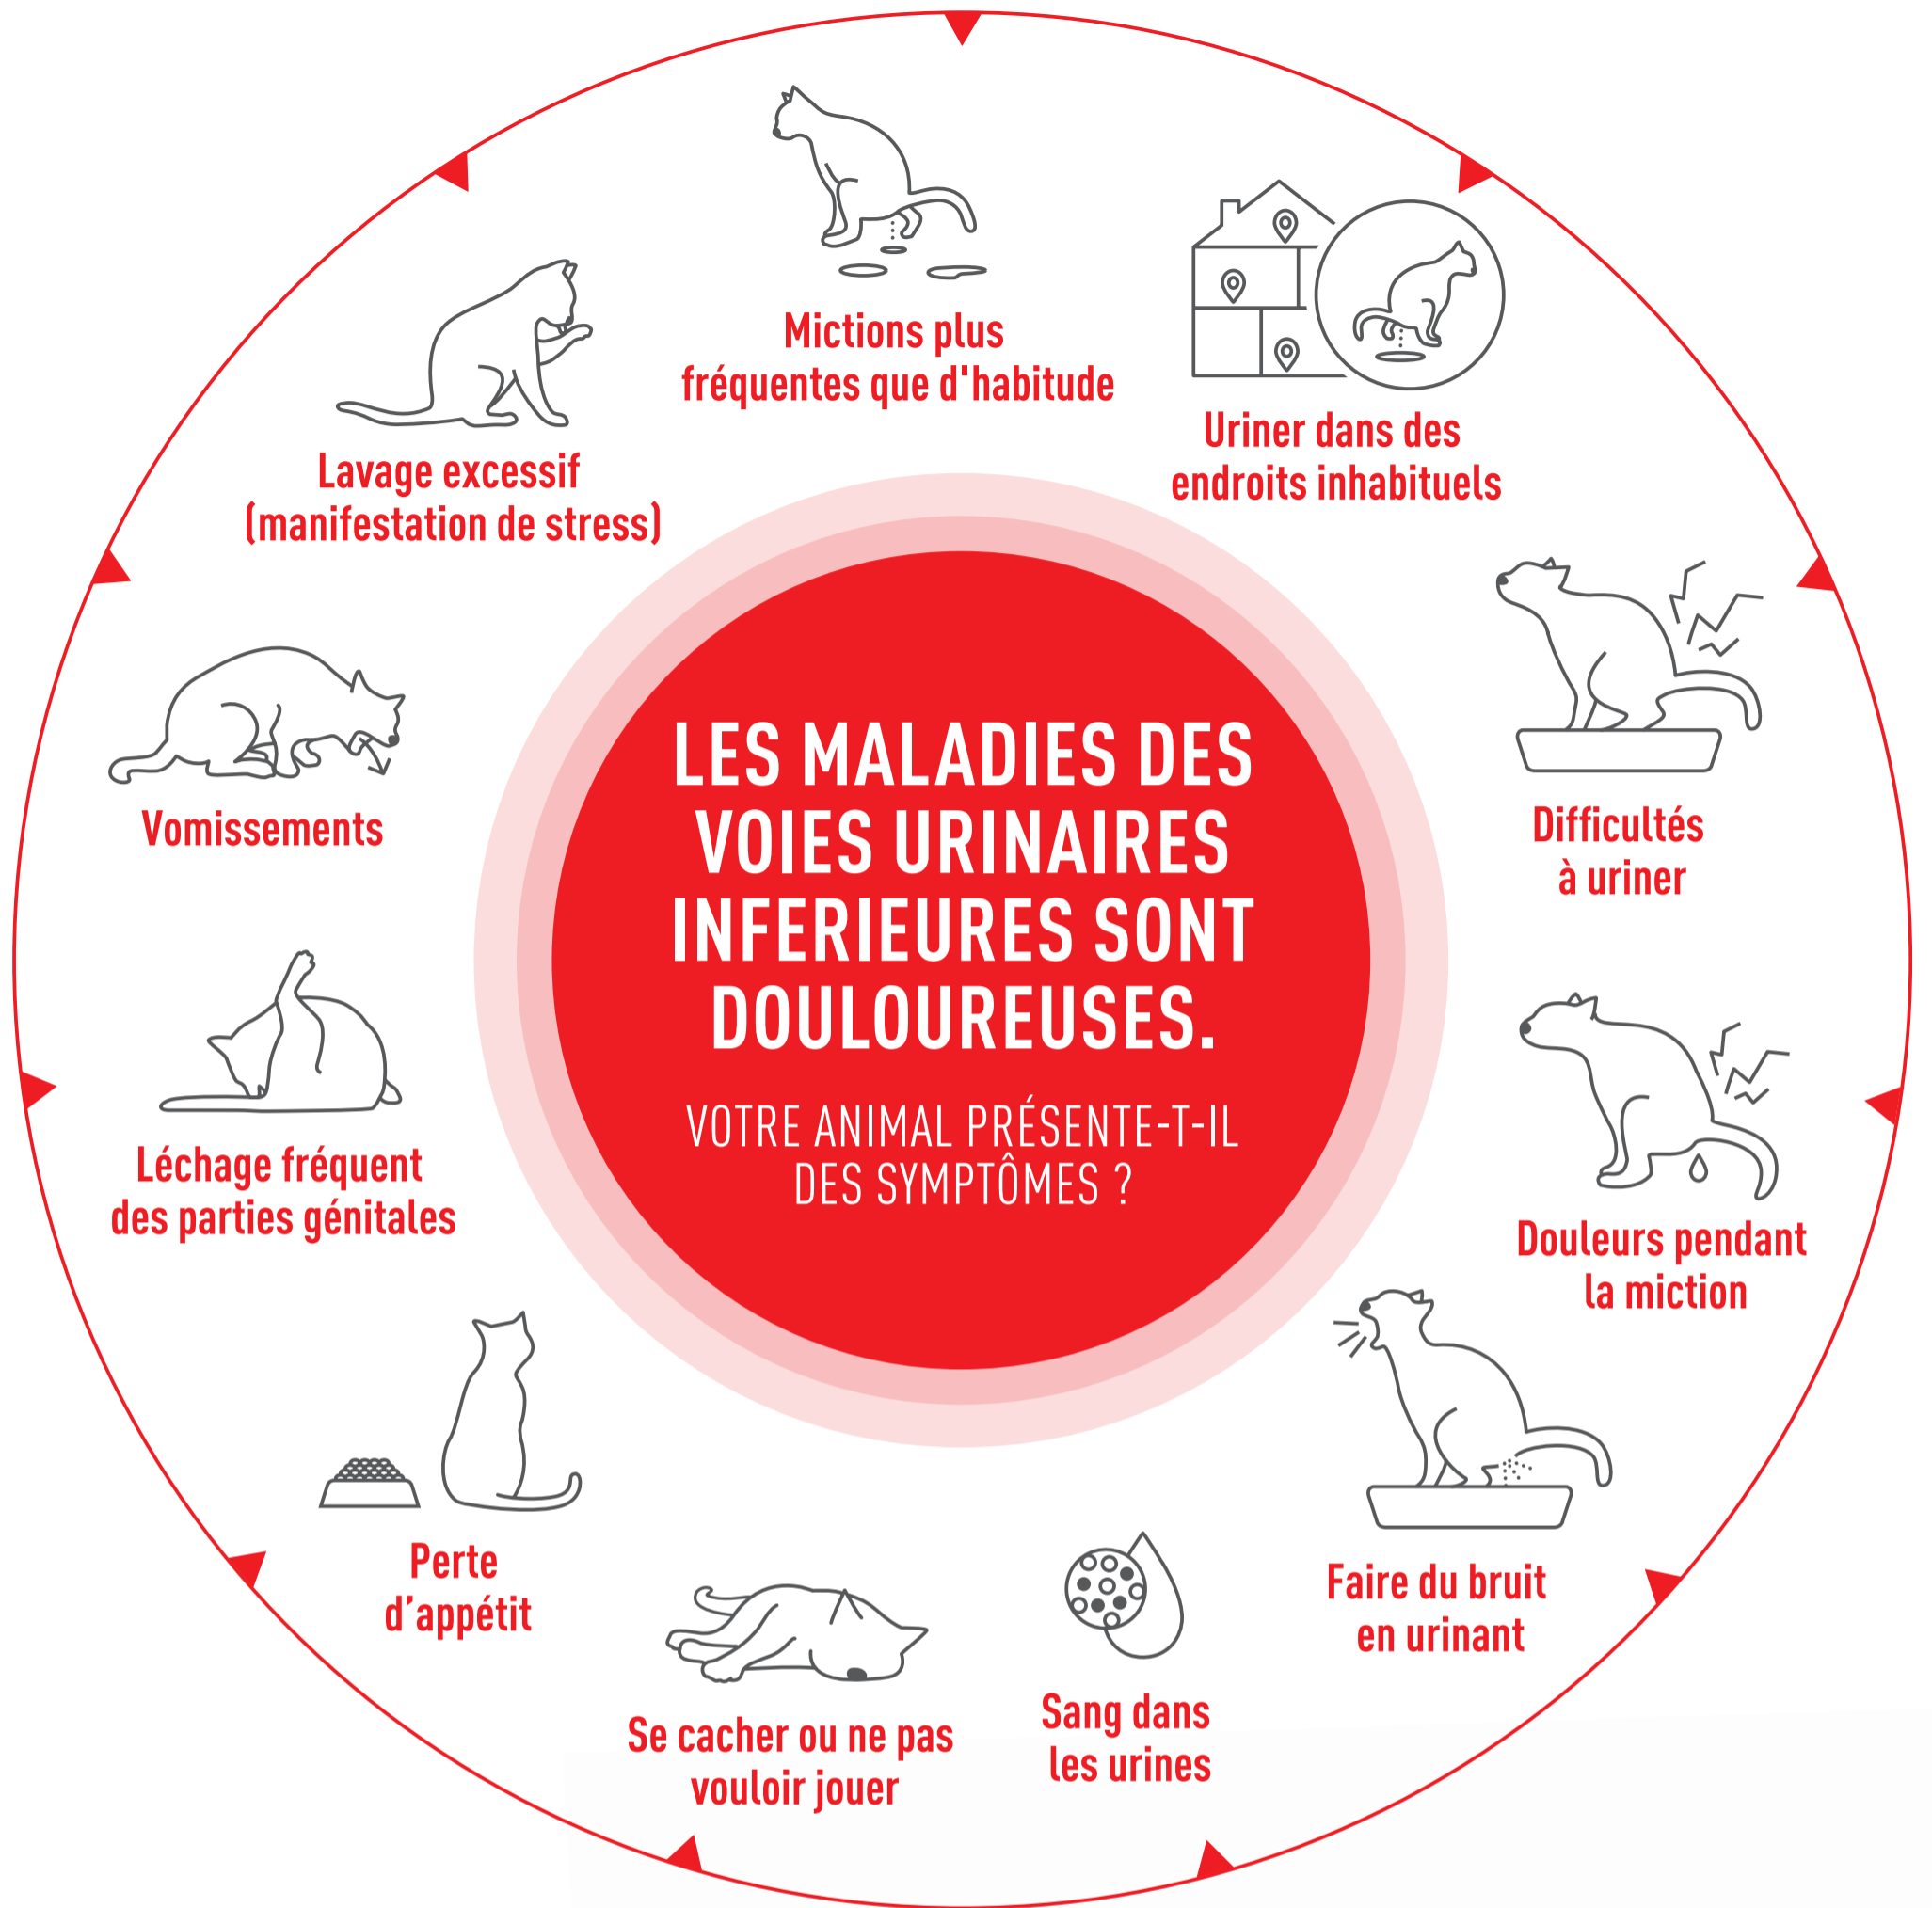 Mictions plus
fréquentes que d'habitude
Uriner dans des
endroits inhabituels
Difficultés
à uriner
Douleurs pendant
la miction
Faire du bruit
en urinant
Sang dans
les urines
Se cacher ou ne pas
vouloir jouer
Perte
d’appétit
Léchage fréquent
des parties génitales
Vomissements
Lavage excessif
(manifestation de stress)
LES MALADIES DES
VOIES URINAIRES
INFERIEURES SONT
DOULOUREUSES.
VOTRE ANIMAL PRÉSENTE-T-IL
DES SYMPTÔMES ?